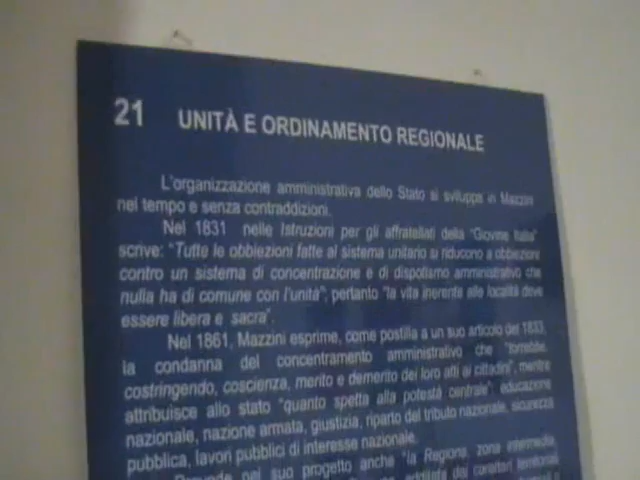 21 UNITÀ E ORDINAMENTO REGIONALE
L'organizzazione amministrativa dello Stato si sviluppa in Mazzini
nel tempo e senza contraddizioni.
Nel 1831 nelle Istruzioni per gli affratellati della "Giovine Italia"
scrive: "Tutte le obbiezioni fatte al sistema unitario si riducono a obbiezioni
contro un sistema di concentrazione e di dispotismo amministrativo che
nulla ha di comune con l'unità"; pertanto "la vita inerente alle località deve
essere libera e sacra".
Nel 1861, Mazzini esprime, come postilla a un suo articolo del 1833,
la condanna del concentramento amministrativo che "torrebbe,
costringendo, coscienza, merito e demerito dei loro atti ai cittadini", mentre
attribuisce allo stato "quanto spetta alla potestà centrale": educazione
nazionale, nazione armata, giustizia, riparto del tributo nazionale, sicurezza
pubblica, lavori pubblici di interesse nazionale.
Prevede nel suo progetto anche "la Regione, zona intermedia
caratteri territoriali